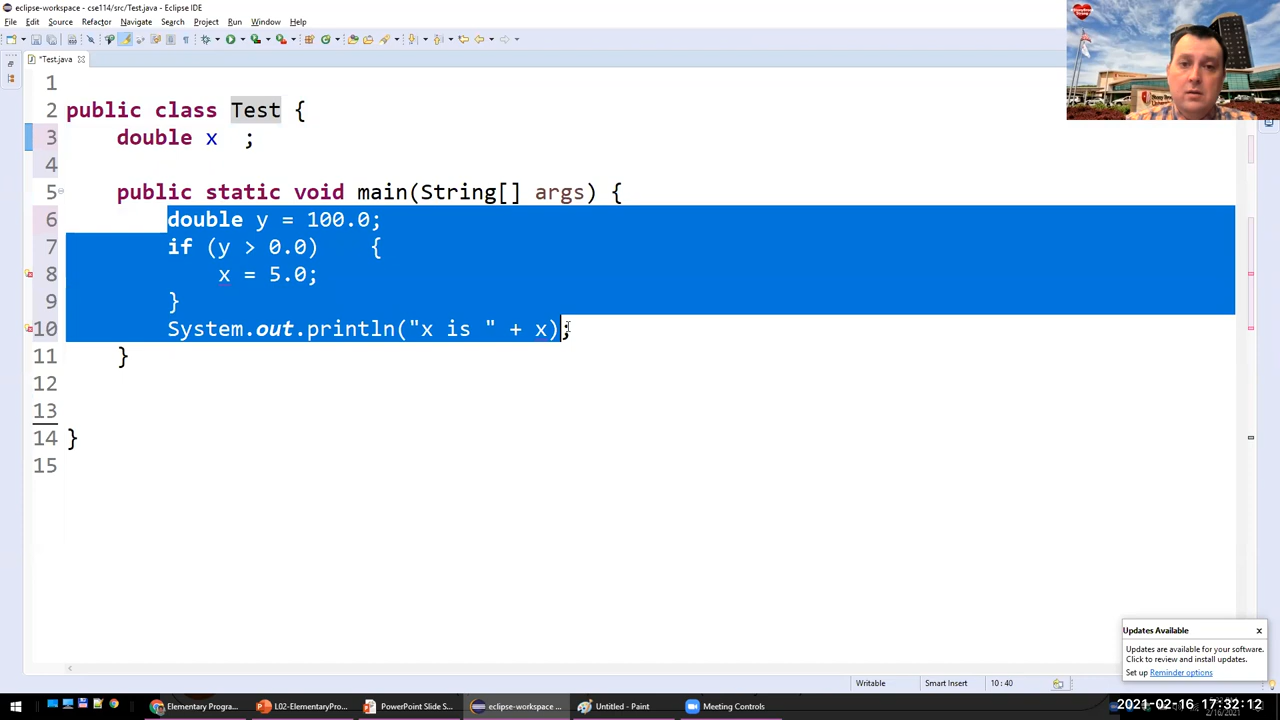 eclipse-workspace - cse114/src/Test.java - Eclipse IDE
File Edit Source Refactor Navigate Search Project Run Window Help
*Test.java
1
2 public class Test {
3 double x ;
4
5 public static void main(String[] args) {
6 double y = 100.0;
7 if (y > 0.0) {
8 x = 5.0;
9 }
10 System.out.println("x is " + x);
11 }
12
13
14 }
15
Updates Available x
Updates are available for your software.
Click to review and install updates.
Set up Reminder options
Writable Smart Insert 10 : 40
Elementary Progra... L02-ElementaryPro... PowerPoint Slide S... eclipse-workspace ... Untitled - Paint Meeting Controls
2021-02-16 17:32:12